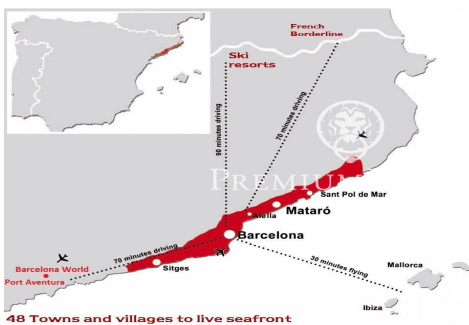 French
Borderline
Ski
resorts
90 minutes driving
70 minutes driving
PREMIUM
Sant Pol de Mar
Mataró
Alella
Barcelona
70 minutes driving
30 minutes flying
Barcelona World
Port Aventura
Sitges
Mallorca
Ibiza
48 Towns and villages to live seafront